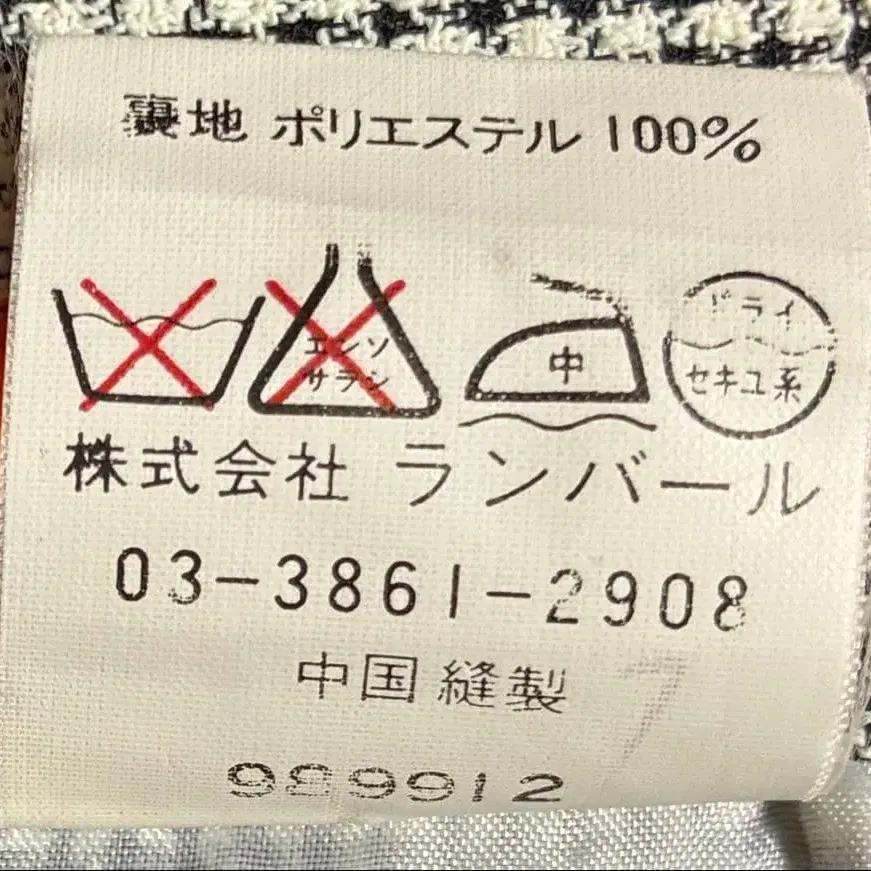 裏地 ポリエステル 100%
エンソ
サラシ
中
ドライ
セキユ系
株式会社 ランバール
03-3861-2908
中国縫製
989912